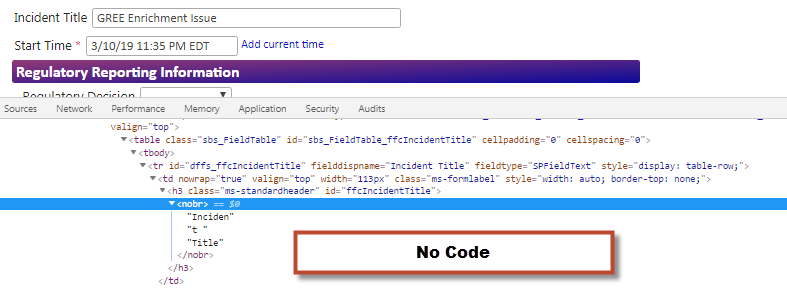 Incident Title GREE Enrichment Issue
Start Time * 3/10/19 11:35 PM EDT Add current time
Regulatory Reporting Information
Regulatory Decision
Sources Network Performance Memory Application Security Audits
valign="top">
▼<table class="sbs_FieldTable" id="sbs_FieldTable_ffcIncidentTitle" cellpadding="0" cellspacing="0">
▼<tbody>
▼<tr id="dffs_ffcIncidentTitle" fielddispname="Incident Title" fieldtype="SPFieldText" style="display: table-row;">
▼<td nowrap="true" valign="top" width="113px" class="ms-formlabel" style="width: auto; border-top: none;">
▼<h3 class="ms-standardheader" id="ffcIncidentTitle">
▼<nobr> == $0
"Inciden"
"t "
"Title"
</nobr>
</h3>
</td>
No Code